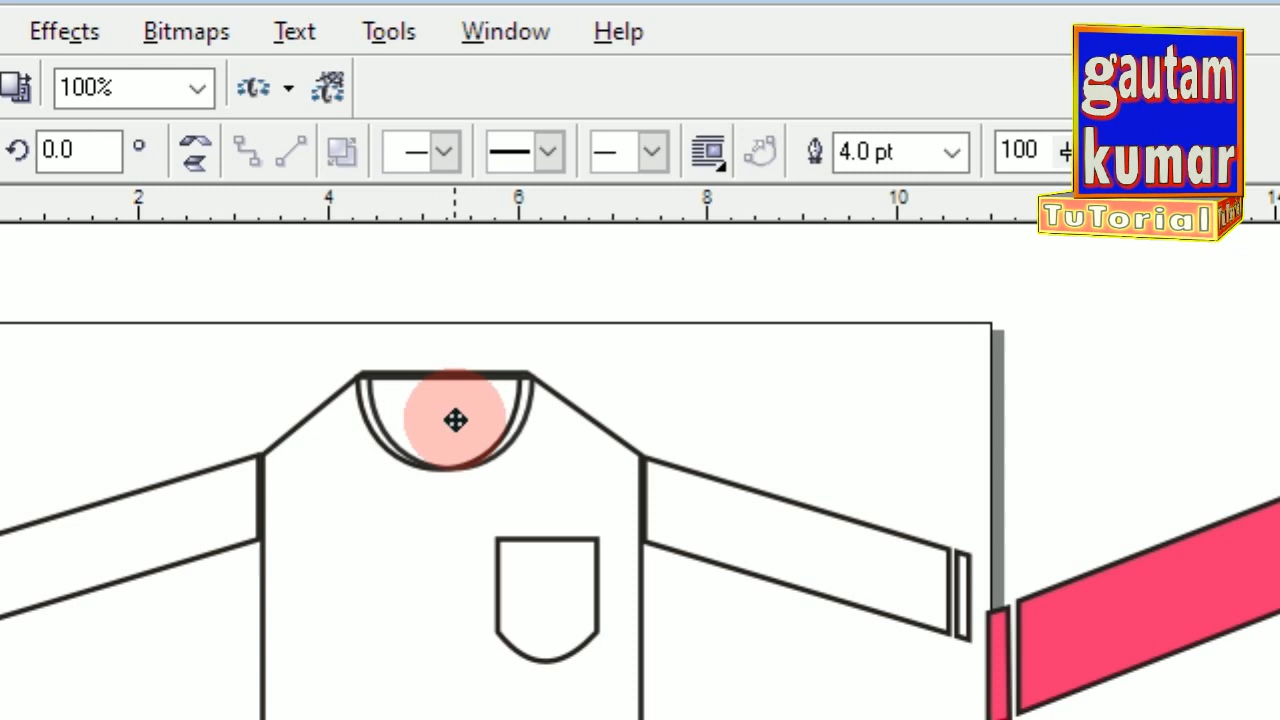 Effects Bitmaps Text Tools Window Help
100%
0.0 ° 4.0 pt 100
2 4 6 8 10
gautam
kumar
TuTorial